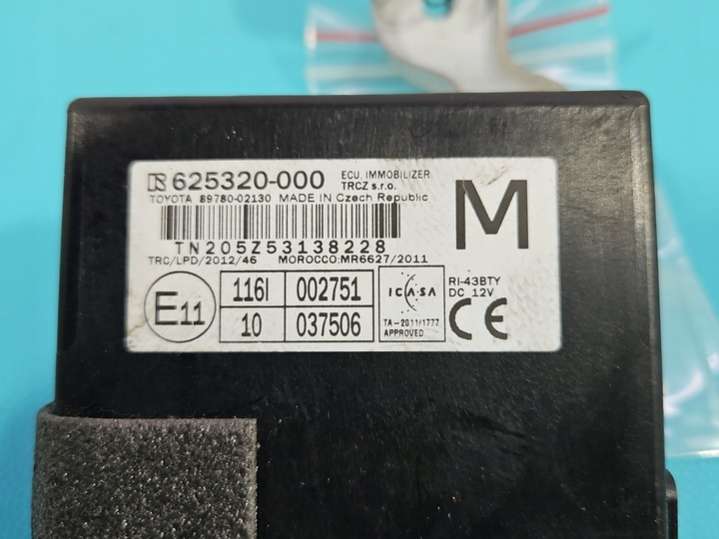 625320-000 ECU, IMMOBILIZER
TRCZ s.r.o.
TOYOTA 89780-02130 MADE IN Czech Republic
M
TN205Z53138228
TRC/LPD/2012/46 MOROCCO:MR6627/2011
E11
116I 002751
10 037506
ICASA
TA-2011/1777
APPROVED
RI-43BTY
DC 12V
CE